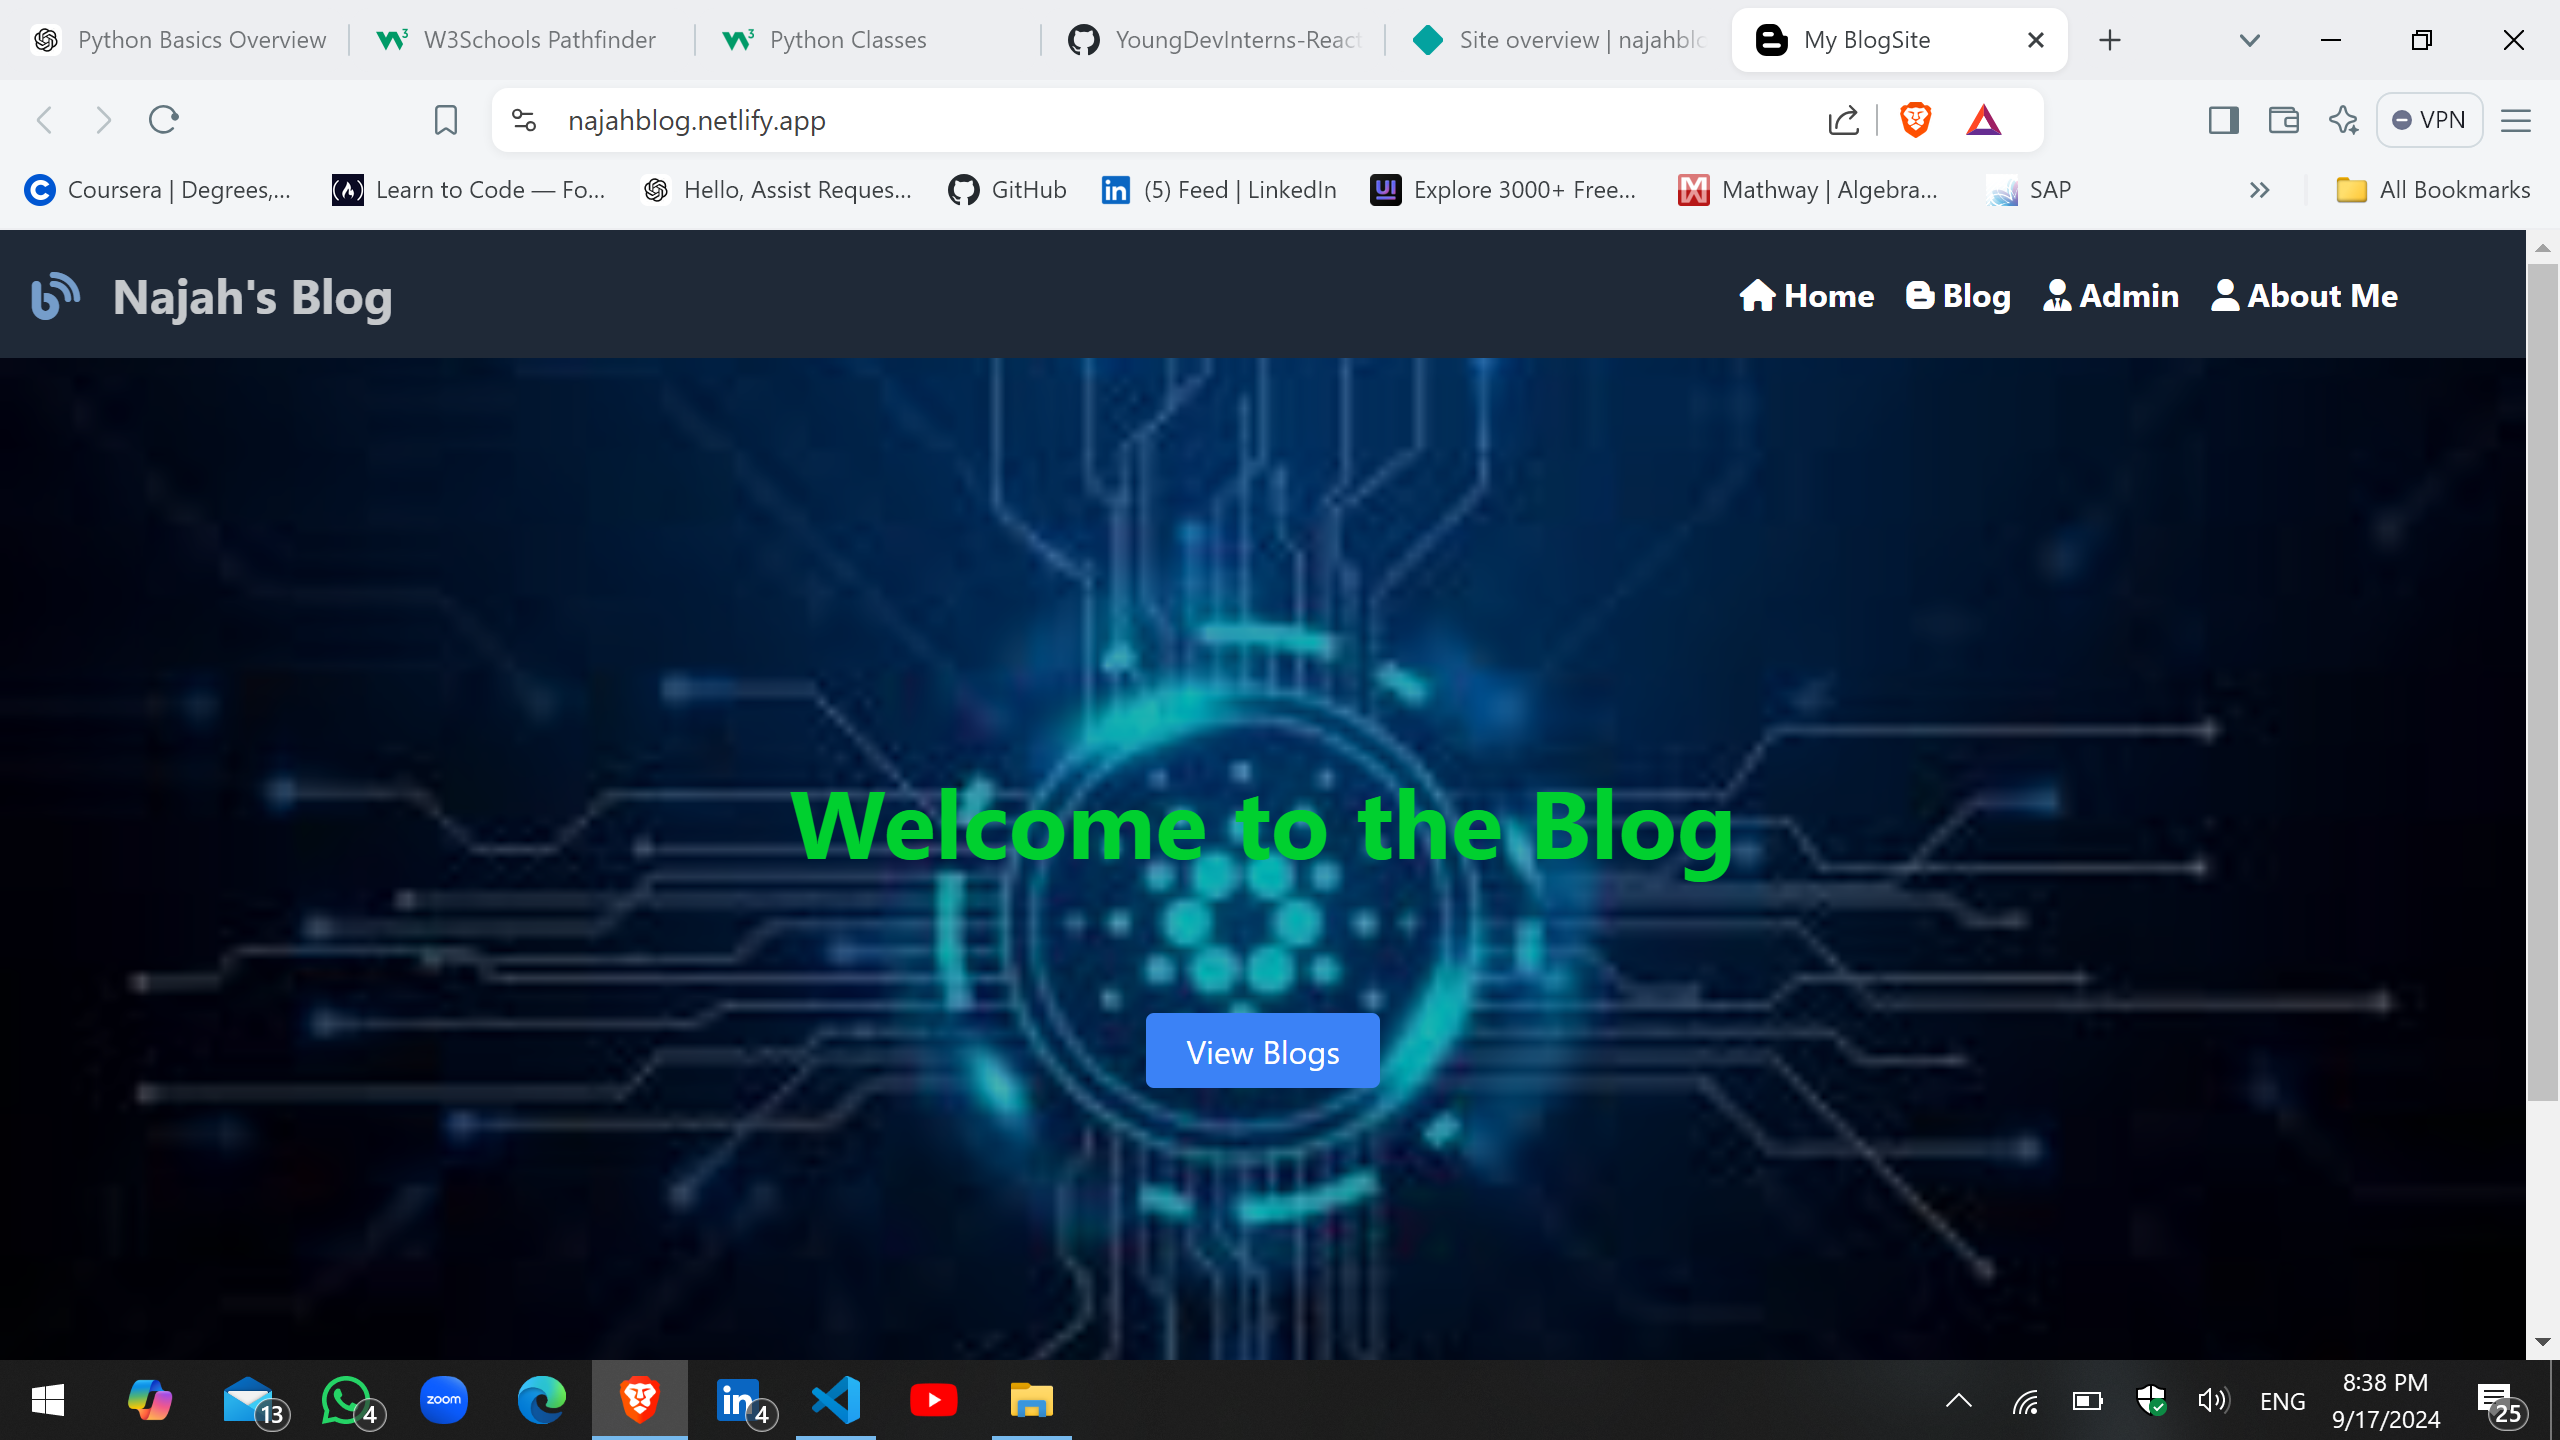 Python Basics Overview
W3Schools Pathfinder
Python Classes
YoungDevInterns-React
Site overview | najahblo
My BlogSite
najahblog.netlify.app
VPN
Coursera | Degrees,...
Learn to Code — Fo...
Hello, Assist Reques...
GitHub
(5) Feed | LinkedIn
Explore 3000+ Free...
Mathway | Algebra...
SAP
All Bookmarks
Najah's Blog
Home
Blog
Admin
About Me
Welcome to the Blog
View Blogs
13
4
zoom
4
ENG
8:38 PM
9/17/2024
25